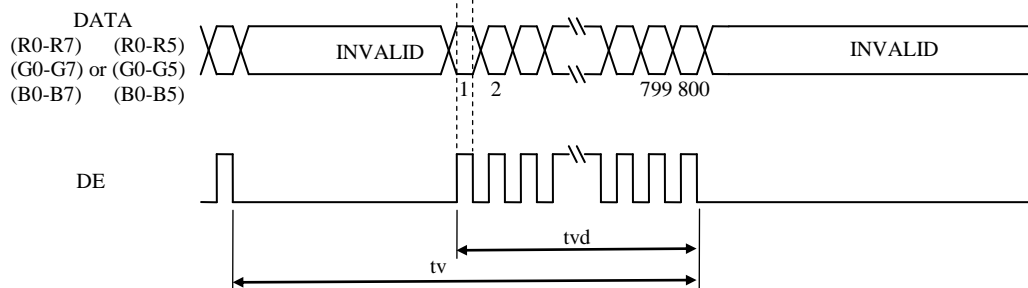 DATA
(R0-R7) (R0-R5)
(G0-G7) or (G0-G5)
(B0-B7) (B0-B5)
INVALID
INVALID
1 2 799 800
DE
tvd
tv